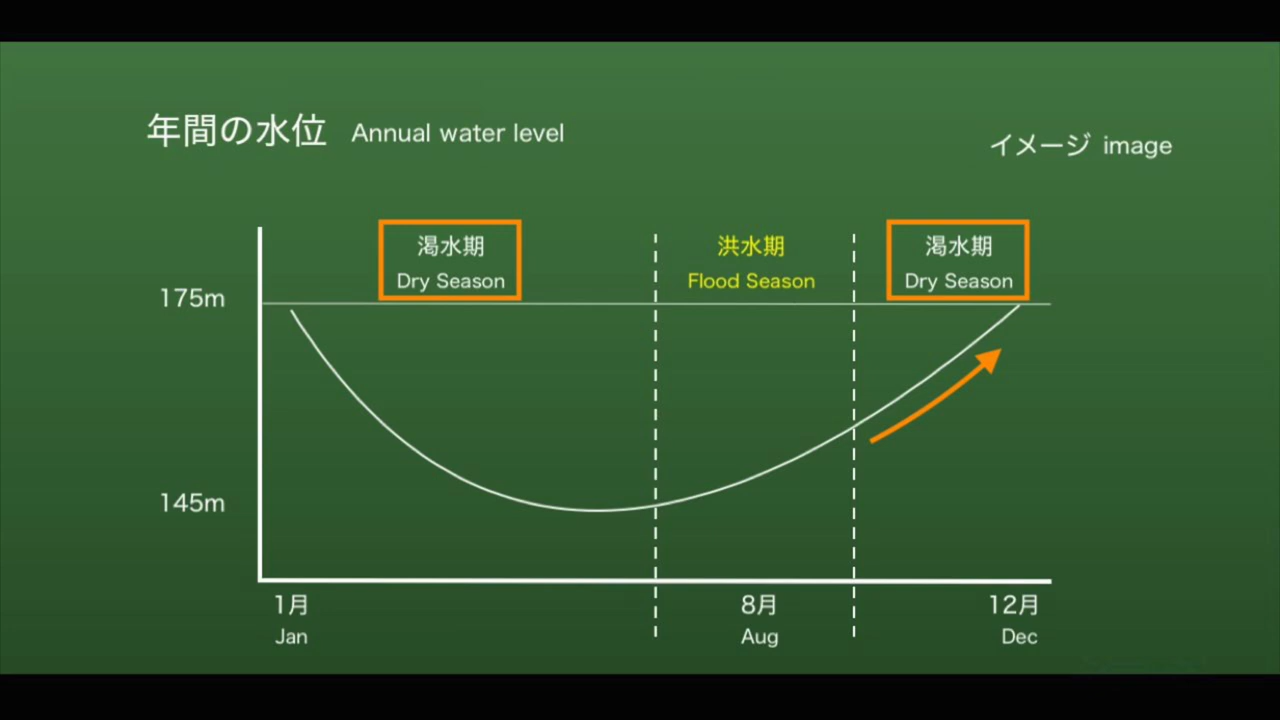 年間の水位 Annual water level
イメージ image
渇水期
Dry Season
洪水期
Flood Season
渇水期
Dry Season
175m
145m
1月
Jan
8月
Aug
12月
Dec